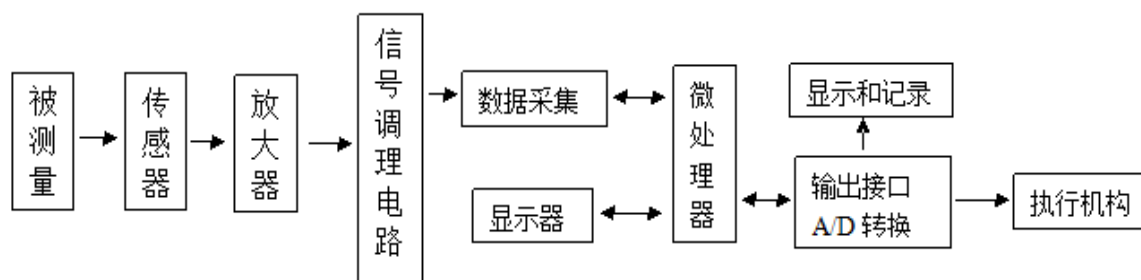 被测量
传感器
放大器
信号调理电路
数据采集
显示器
微处理器
显示和记录
输出接口
A/D 转换
执行机构